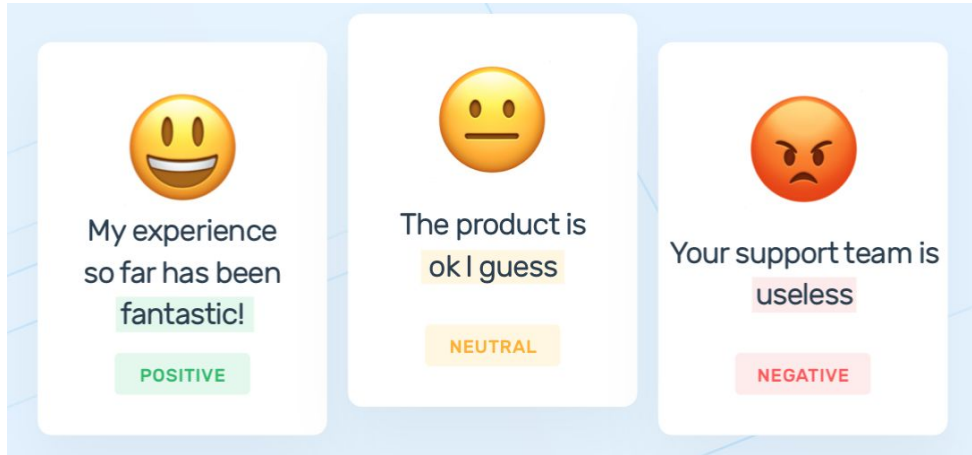 My experience
so far has been
fantastic!
POSITIVE
The product is
ok I guess
NEUTRAL
Your support team is
useless
NEGATIVE